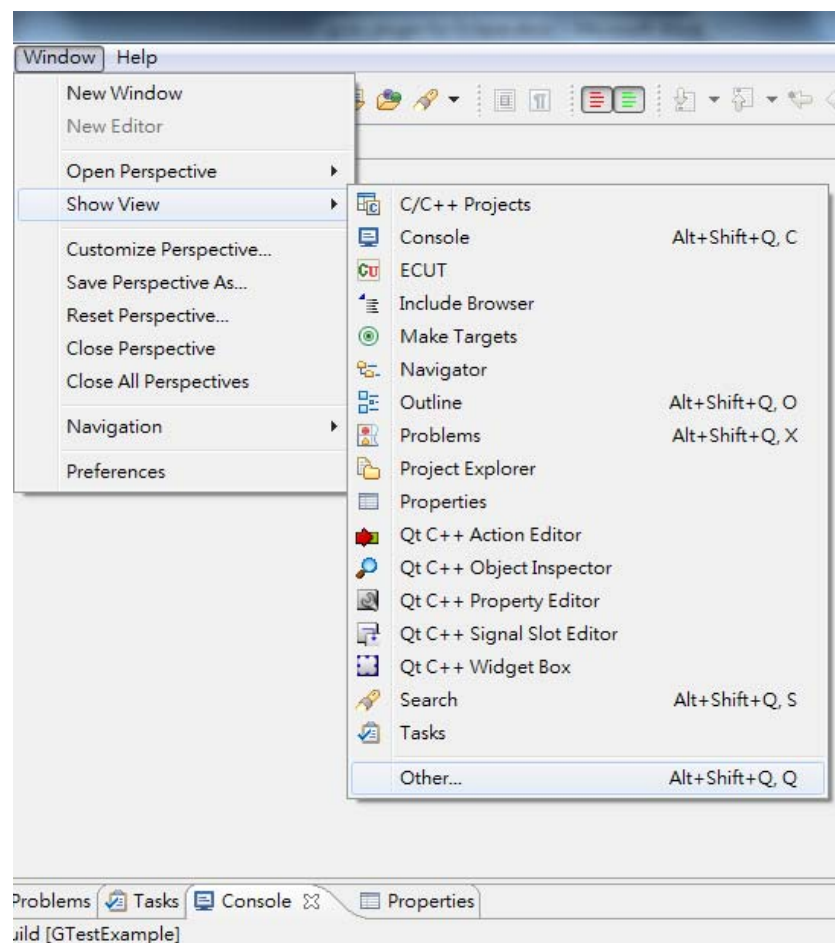 Window Help
New Window
New Editor
Open Perspective
Show View
Customize Perspective...
Save Perspective As...
Reset Perspective...
Close Perspective
Close All Perspectives
Navigation
Preferences
C/C++ Projects
Console Alt+Shift+Q, C
ECUT
Include Browser
Make Targets
Navigator
Outline Alt+Shift+Q, O
Problems Alt+Shift+Q, X
Project Explorer
Properties
Qt C++ Action Editor
Qt C++ Object Inspector
Qt C++ Property Editor
Qt C++ Signal Slot Editor
Qt C++ Widget Box
Search Alt+Shift+Q, S
Tasks
Other... Alt+Shift+Q, Q
Problems Tasks Console Properties
uild [GTestExample]